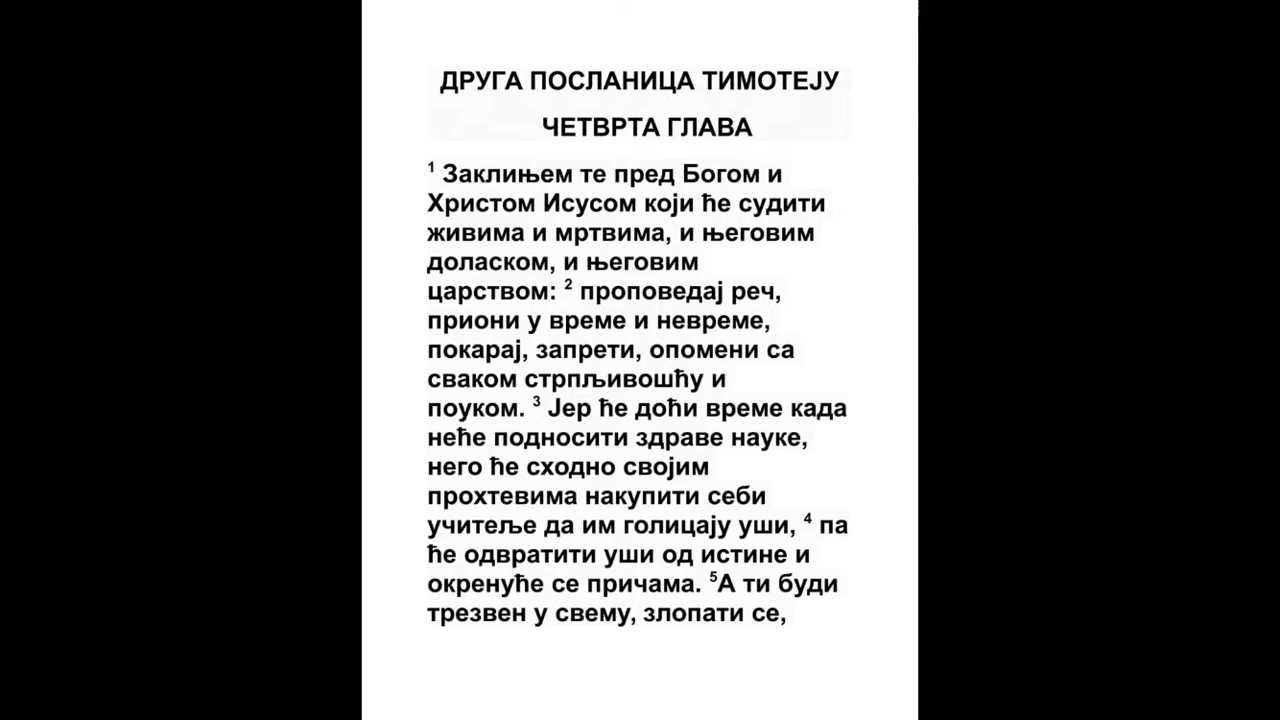 ДРУГА ПОСЛАНИЦА ТИМОТЕЈУ
ЧЕТВРТА ГЛАВА
¹ Заклињем те пред Богом и
Христом Исусом који ће судити
живима и мртвима, и његовим
доласком, и његовим
царством: ² проповедај реч,
приони у време и невреме,
покарај, запрети, опомени са
сваком стрпљивошћу и
поуком. ³ Јер ће доћи време када
неће подносити здраве науке,
него ће сходно својим
прохтевима накупити себи
учитеље да им голицају уши, ⁴ па
ће одвратити уши од истине и
окренуће се причама. ⁵А ти буди
трезвен у свему, злопати се,